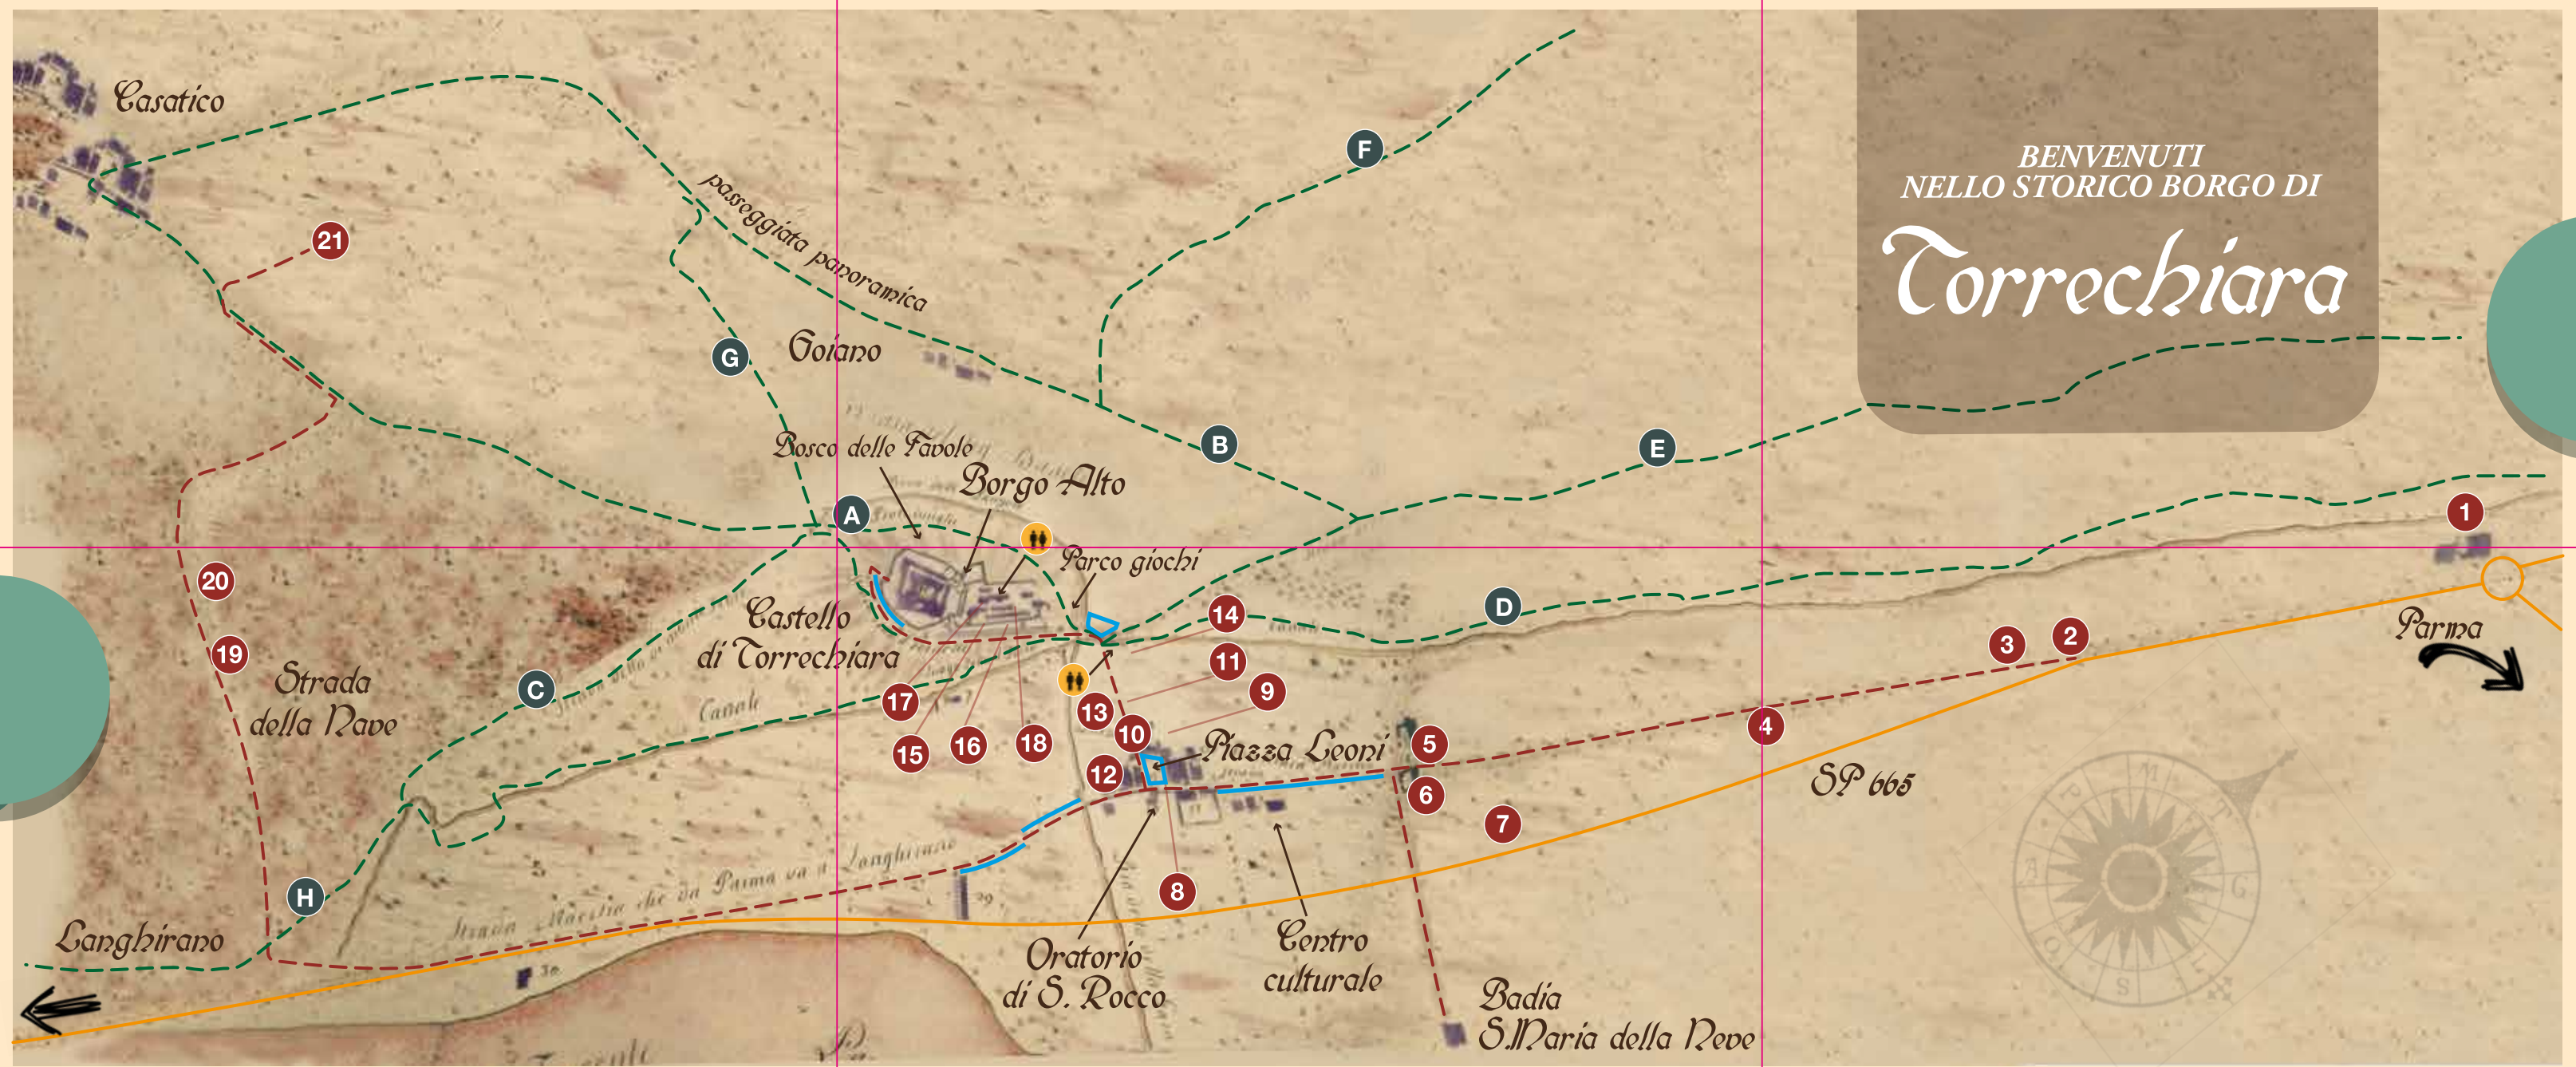 Casatico
BENVENUTI
NELLO STORICO BORGO DI
Torrechiara
F
21
passeggiata panoramica
G
Goiano
B
E
Bosco delle Favole
Borgo Alto
A
1
Parco giochi
20
Castello
di Torrechiara
D
14
Parma
3
2
19
Strada
della Nave
C
Canale
17
11
9
13
10
4
15
16
18
Piazza Leoni
5
12
6
SP 665
7
Strada Maestra che va Parma va a Langhirano
29
H
8
Langhirano
30
Oratorio
di S. Rocco
Centro
culturale
Badia
S.Maria della Neve
M
T
G
S
O
A